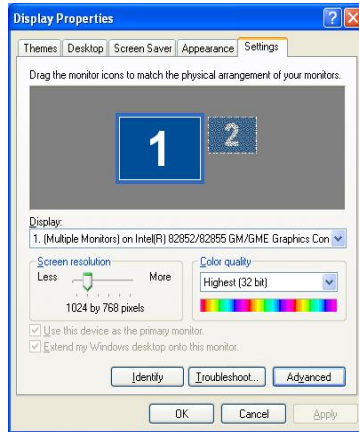 Display Properties
Themes Desktop Screen Saver Appearance Settings
Drag the monitor icons to match the physical arrangement of your monitors.
1 2
Display:
1. (Multiple Monitors) on Intel(R) 82852/82855 GM/GME Graphics Con
Screen resolution Color quality
Less More Highest (32 bit)
1024 by 768 pixels
Use this device as the primary monitor.
Extend my Windows desktop onto this monitor.
Identify Troubleshoot... Advanced
OK Cancel Apply